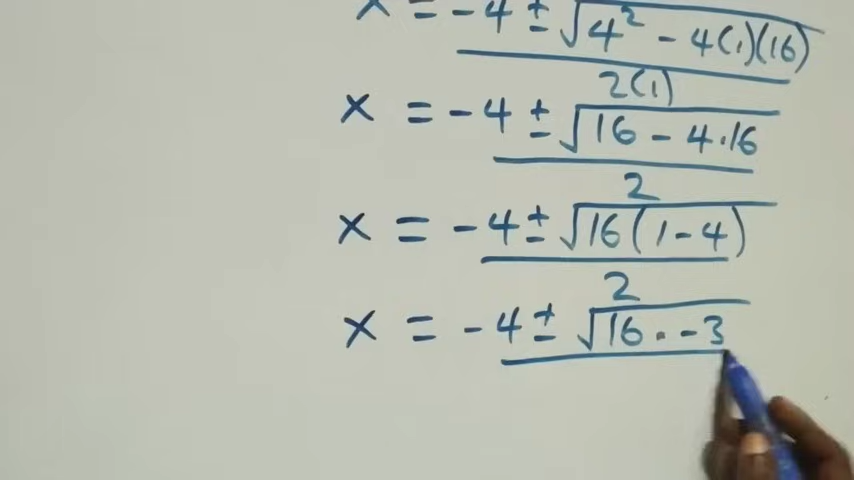 x = -4 ± √4² - 4(1)(16)
2(1)
x = -4 ± √16 - 4·16
2
x = -4 ± √16(1-4)
2
x = -4 ± √16 · -3